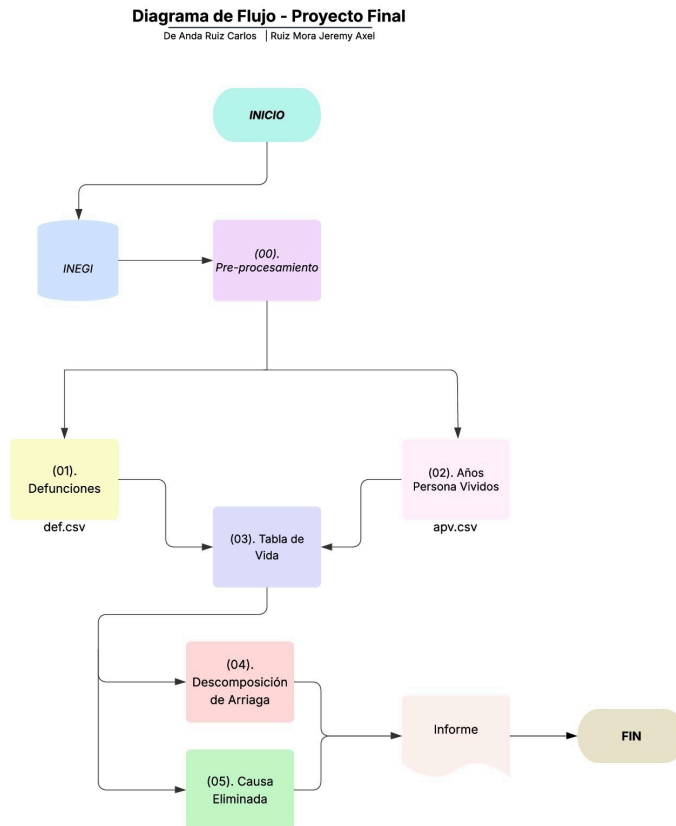 Diagrama de Flujo - Proyecto Final
De Anda Ruiz Carlos | Ruiz Mora Jeremy Axel
INICIO
INEGI
(00).
Pre-procesamiento
(01).
Defunciones
def.csv
(02). Años
Persona Vividos
apv.csv
(03). Tabla de
Vida
(04).
Descomposición
de Arriaga
(05). Causa
Eliminada
Informe
FIN